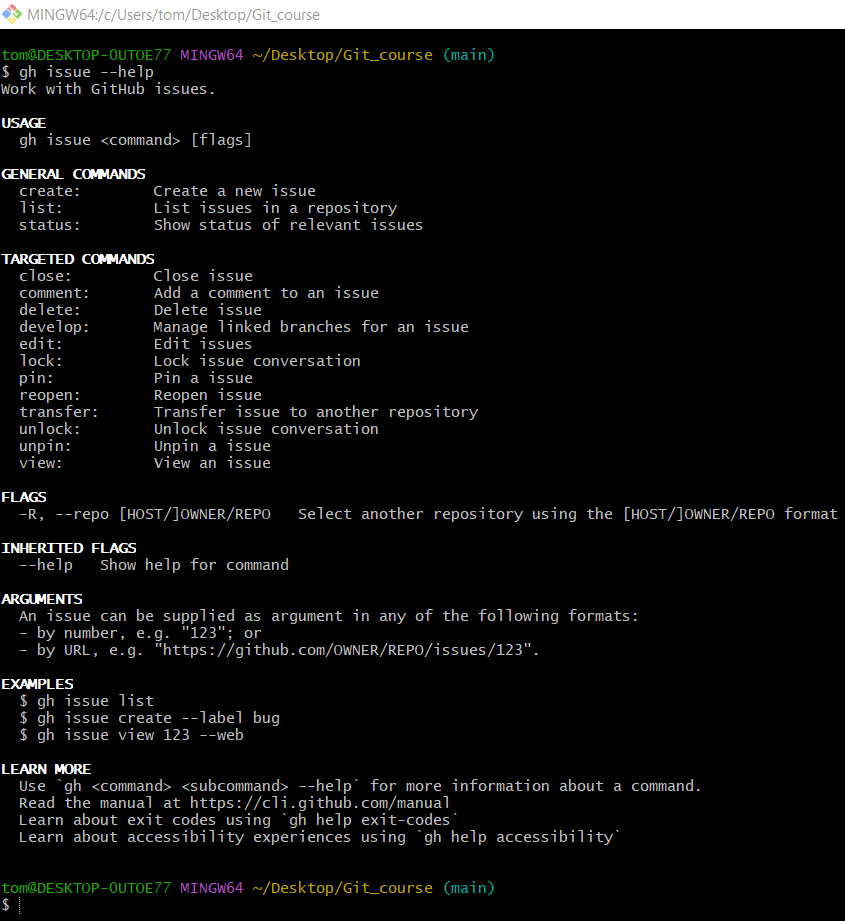 MINGW64:/c/Users/tom/Desktop/Git_course
tom@DESKTOP-OUTOE77 MINGW64 ~/Desktop/Git_course (main)
$ gh issue --help
Work with GitHub issues.
USAGE
gh issue <command> [flags]
GENERAL COMMANDS
create: Create a new issue
list: List issues in a repository
status: Show status of relevant issues
TARGETED COMMANDS
close: Close issue
comment: Add a comment to an issue
delete: Delete issue
develop: Manage linked branches for an issue
edit: Edit issues
lock: Lock issue conversation
pin: Pin a issue
reopen: Reopen issue
transfer: Transfer issue to another repository
unlock: Unlock issue conversation
unpin: Unpin a issue
view: View an issue
FLAGS
-R, --repo [HOST/]OWNER/REPO Select another repository using the [HOST/]OWNER/REPO format
INHERITED FLAGS
--help Show help for command
ARGUMENTS
An issue can be supplied as argument in any of the following formats:
- by number, e.g. "123"; or
- by URL, e.g. "https://github.com/OWNER/REPO/issues/123".
EXAMPLES
$ gh issue list
$ gh issue create --label bug
$ gh issue view 123 --web
LEARN MORE
Use `gh <command> <subcommand> --help` for more information about a command.
Read the manual at https://cli.github.com/manual
Learn about exit codes using `gh help exit-codes`
Learn about accessibility experiences using `gh help accessibility`
tom@DESKTOP-OUTOE77 MINGW64 ~/Desktop/Git_course (main)
$